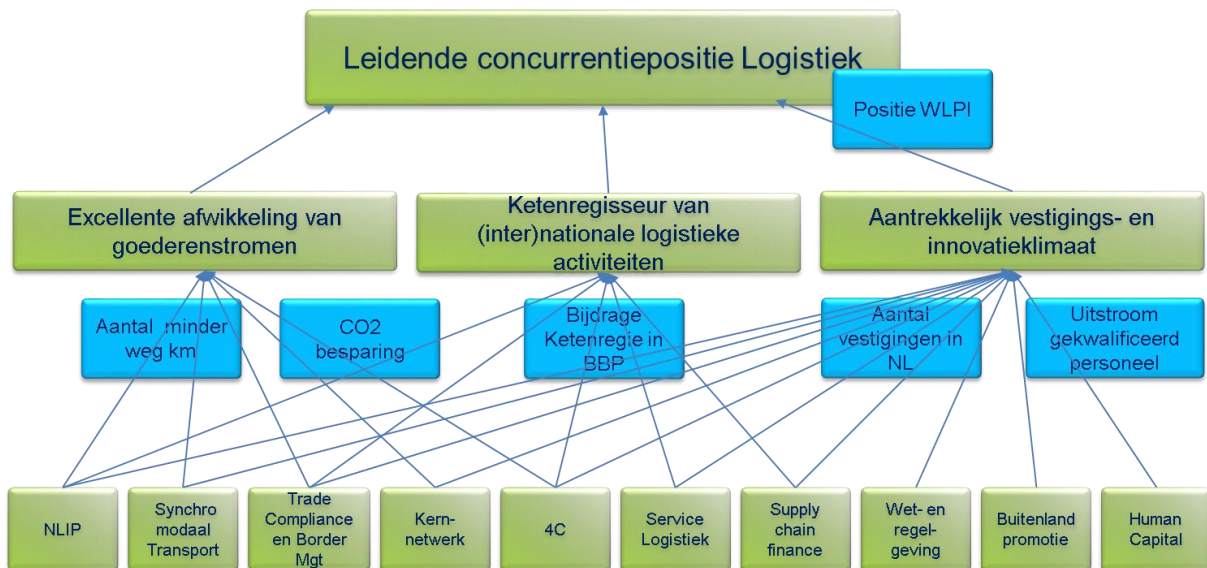 Leidende concurrentiepositie Logistiek
Positie WLPI
Excellente afwikkeling van
goederenstromen
Ketenregisseur van
(inter)nationale logistieke
activiteiten
Aantrekkelijk vestigings- en
innovatieklimaat
Aantal minder
weg km
CO2
besparing
Bijdrage
Ketenregie in
BBP
Aantal
vestigingen in
NL
Uitstroom
gekwalificeerd
personeel
NLIP
Synchro
modaal
Transport
Trade
Compliance
en Border
Mgt
Kern-
netwerk
4C
Service
Logistiek
Supply
chain
finance
Wet- en
regel-
geving
Buitenland
promotie
Human
Capital